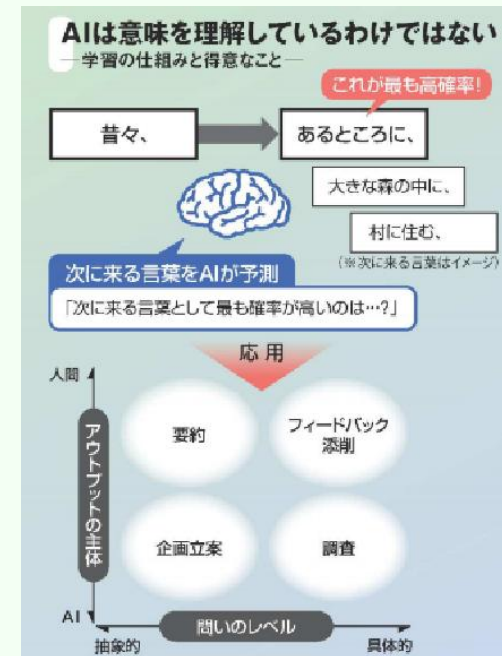 AIは意味を理解しているわけではない
―学習の仕組みと得意なこと―
これが最も高確率!
昔々、
あるところに、
大きな森の中に、
村に住む、
(※次に来る言葉はイメージ)
次に来る言葉をAIが予測
「次に来る言葉として最も確率が高いのは…?」
応用
人間
アウトプットの主体
AI
要約
フィードバック
添削
企画立案
調査
抽象的
問いのレベル
具体的